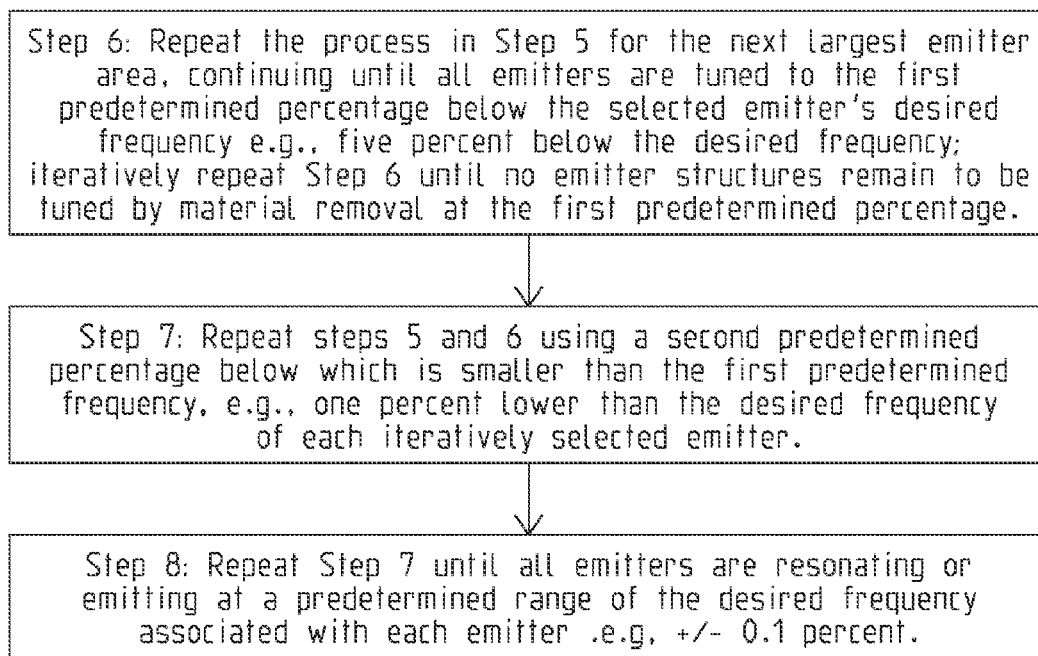 Step 6: Repeat the process in Step 5 for the next largest emitter
area, continuing until all emitters are tuned to the first
predetermined percentage below the selected emitter's desired
frequency e.g., five percent below the desired frequency;
iteratively repeat Step 6 until no emitter structures remain to be
tuned by material removal at the first predetermined percentage.
Step 7: Repeat steps 5 and 6 using a second predetermined
percentage below which is smaller than the first predetermined
frequency, e.g., one percent lower than the desired frequency
of each iteratively selected emitter.
Step 8: Repeat Step 7 until all emitters are resonating or
emitting at a predetermined range of the desired frequency
associated with each emitter .e.g, +/- 0.1 percent.